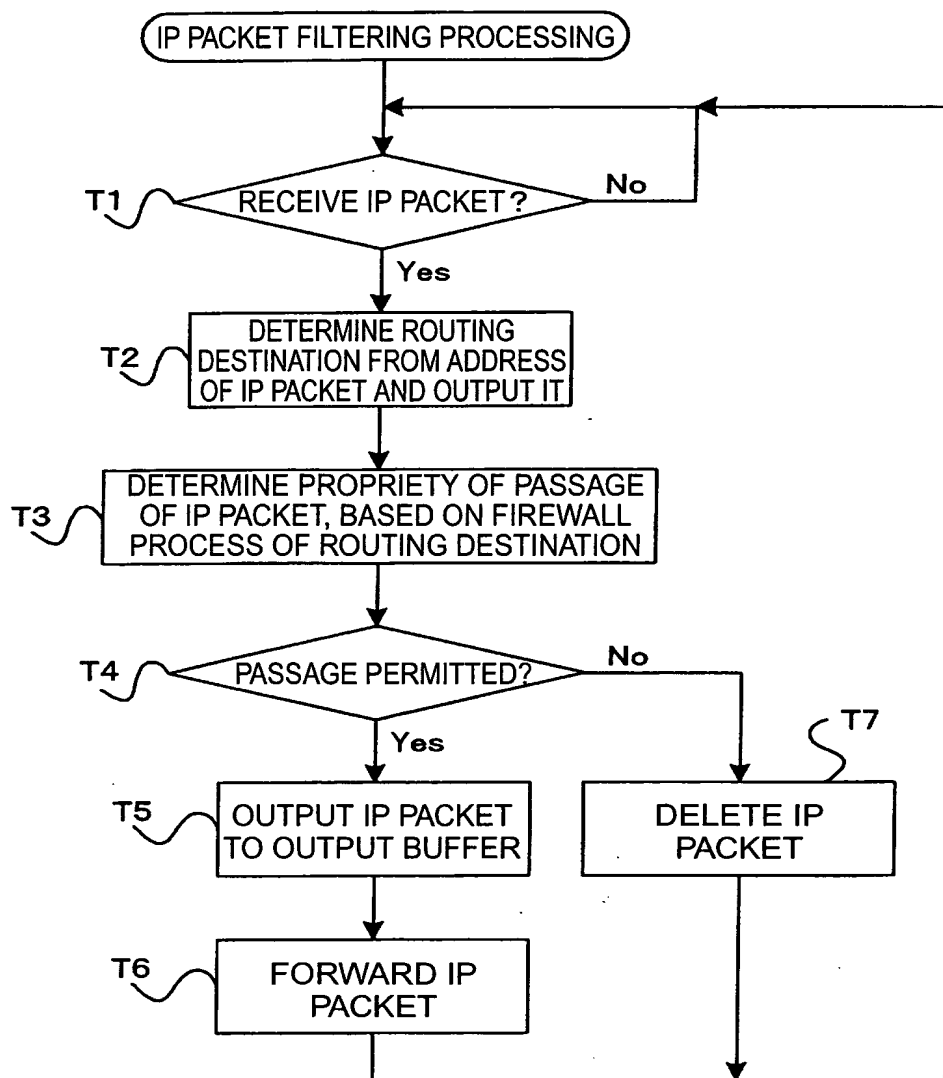 IP PACKET FILTERING PROCESSING
T1
RECEIVE IP PACKET?
No
Yes
T2
DETERMINE ROUTING
DESTINATION FROM ADDRESS
OF IP PACKET AND OUTPUT IT
T3
DETERMINE PROPRIETY OF PASSAGE
OF IP PACKET, BASED ON FIREWALL
PROCESS OF ROUTING DESTINATION
T4
PASSAGE PERMITTED?
No
Yes
T7
T5
OUTPUT IP PACKET
TO OUTPUT BUFFER
DELETE IP
PACKET
T6
FORWARD IP
PACKET